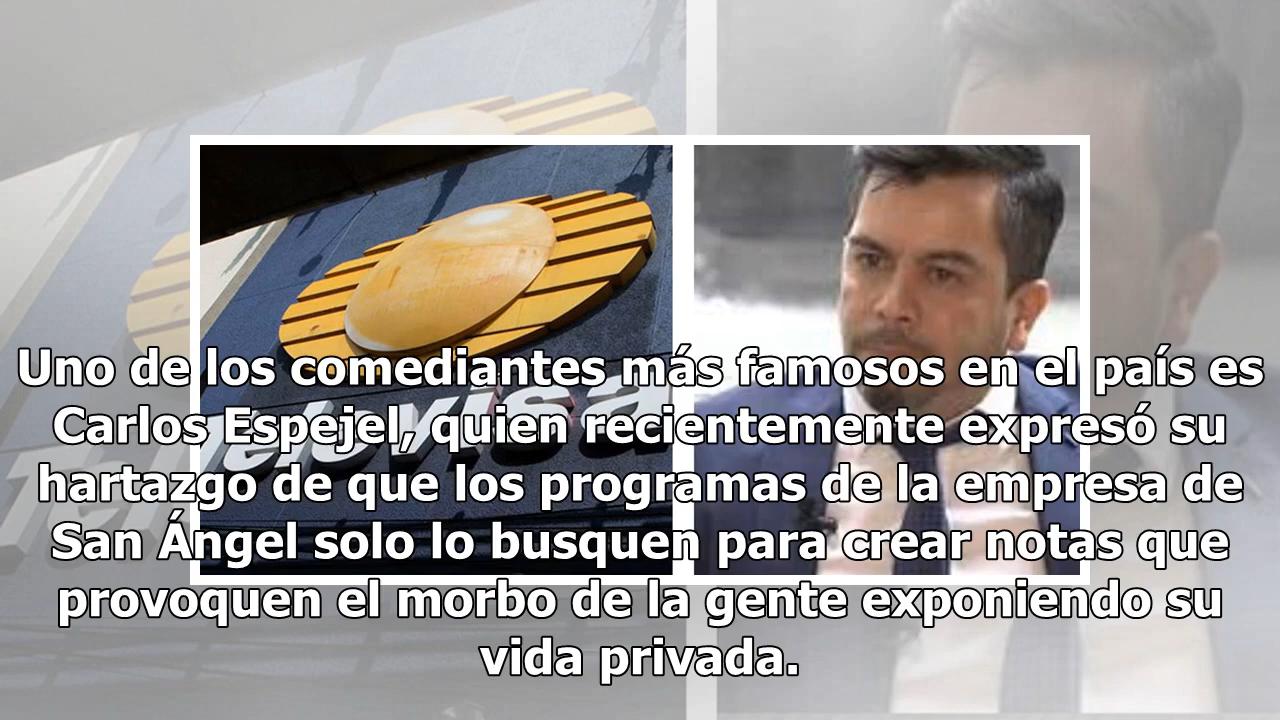 Uno de los comediantes más famosos en el país es
Carlos Espejel, quien recientemente expresó su
hartazgo de que los programas de la empresa de
San Ángel solo lo busquen para crear notas que
provoquen el morbo de la gente exponiendo su
vida privada.
Televisa